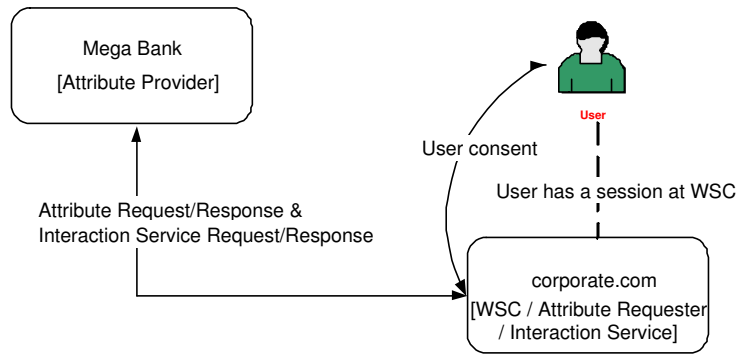 Mega Bank
[Attribute Provider]
User
User consent
User has a session at WSC
Attribute Request/Response &
Interaction Service Request/Response
corporate.com
[WSC / Attribute Requester
/ Interaction Service]